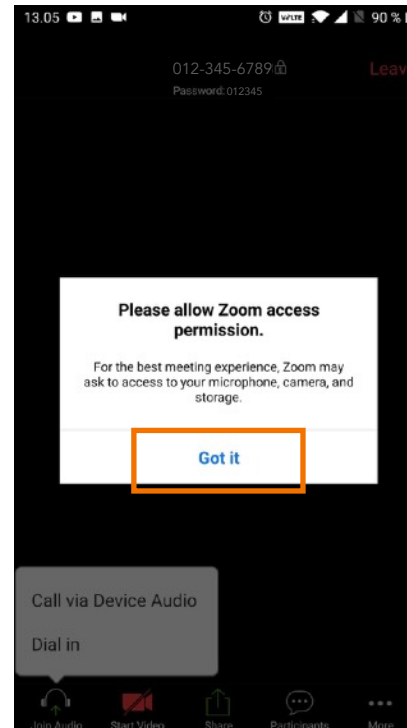 13.05 VoLTE 90 %
012-345-6789 Leav
Password: 012345
Please allow Zoom access
permission.
For the best meeting experience, Zoom may
ask to access to your microphone, camera, and
storage.
Got it
Call via Device Audio
Dial in
Join Audio Start Video Share Participants More